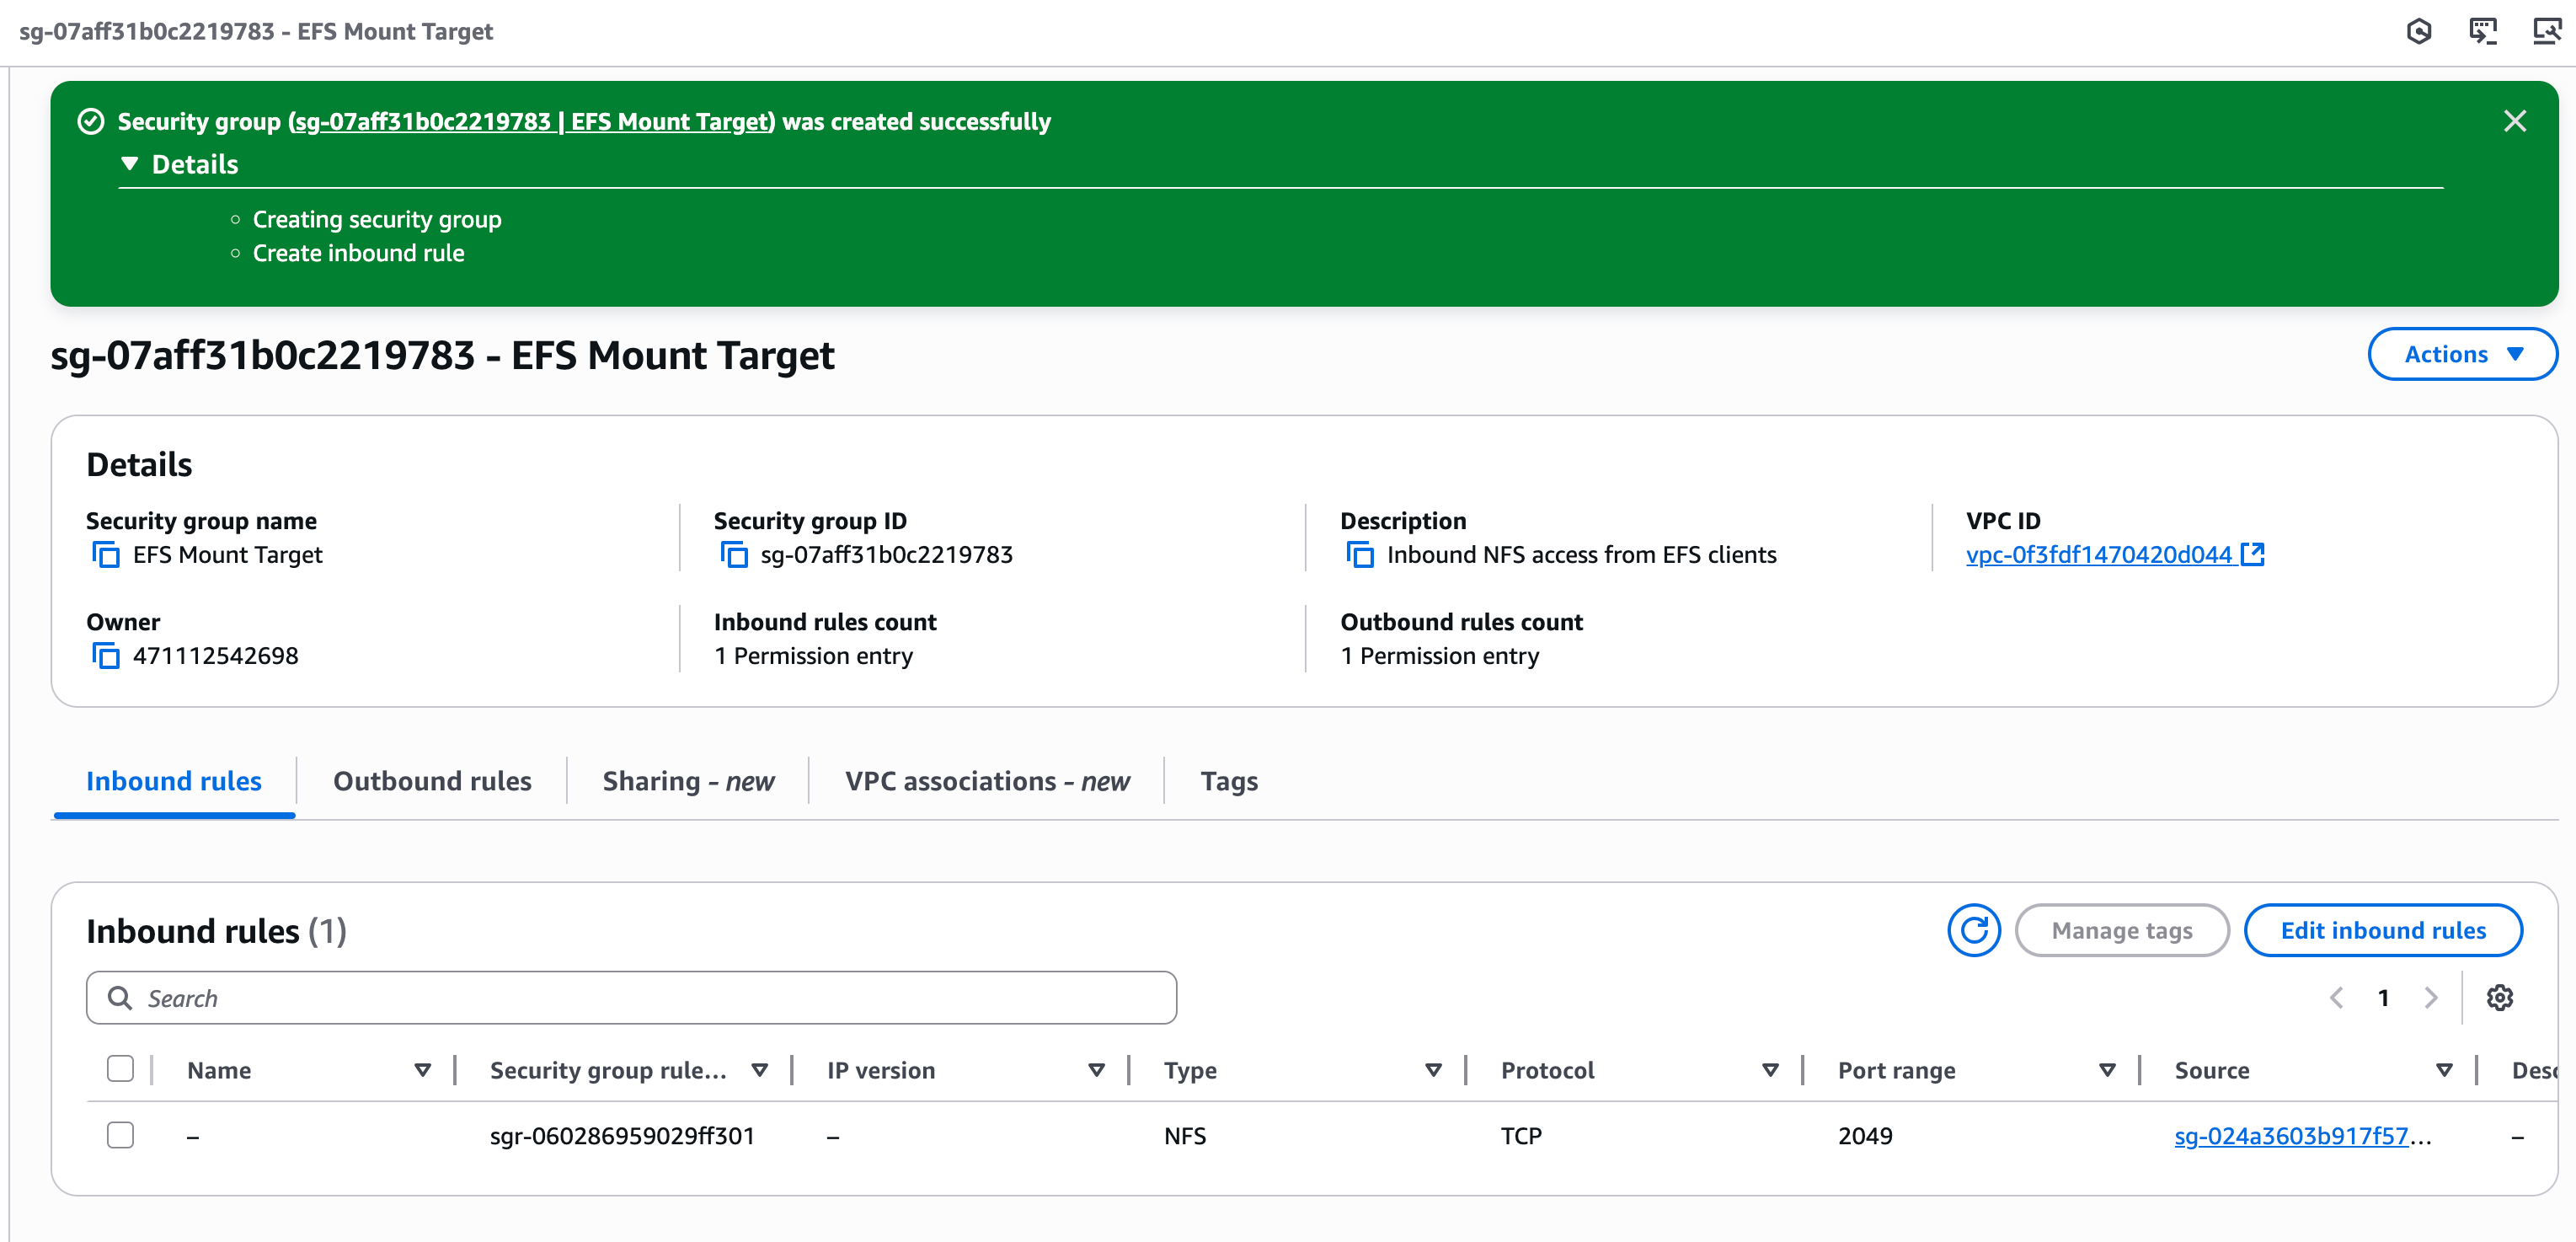 sg-07aff31b0c2219783 - EFS Mount Target
Security group (sg-07aff31b0c2219783 | EFS Mount Target) was created successfully
Details
Creating security group
Create inbound rule
sg-07aff31b0c2219783 - EFS Mount Target
Actions
Details
Security group name
EFS Mount Target
Security group ID
sg-07aff31b0c2219783
Description
Inbound NFS access from EFS clients
VPC ID
vpc-0f3fdf1470420d044
Owner
471112542698
Inbound rules count
1 Permission entry
Outbound rules count
1 Permission entry
Inbound rules
Outbound rules
Sharing - new
VPC associations - new
Tags
Inbound rules (1)
Manage tags
Edit inbound rules
Search
1
Name Security group rule... IP version Type Protocol Port range Source Desc
– sgr-060286959029ff301 – NFS TCP 2049 sg-024a3603b917f57... –